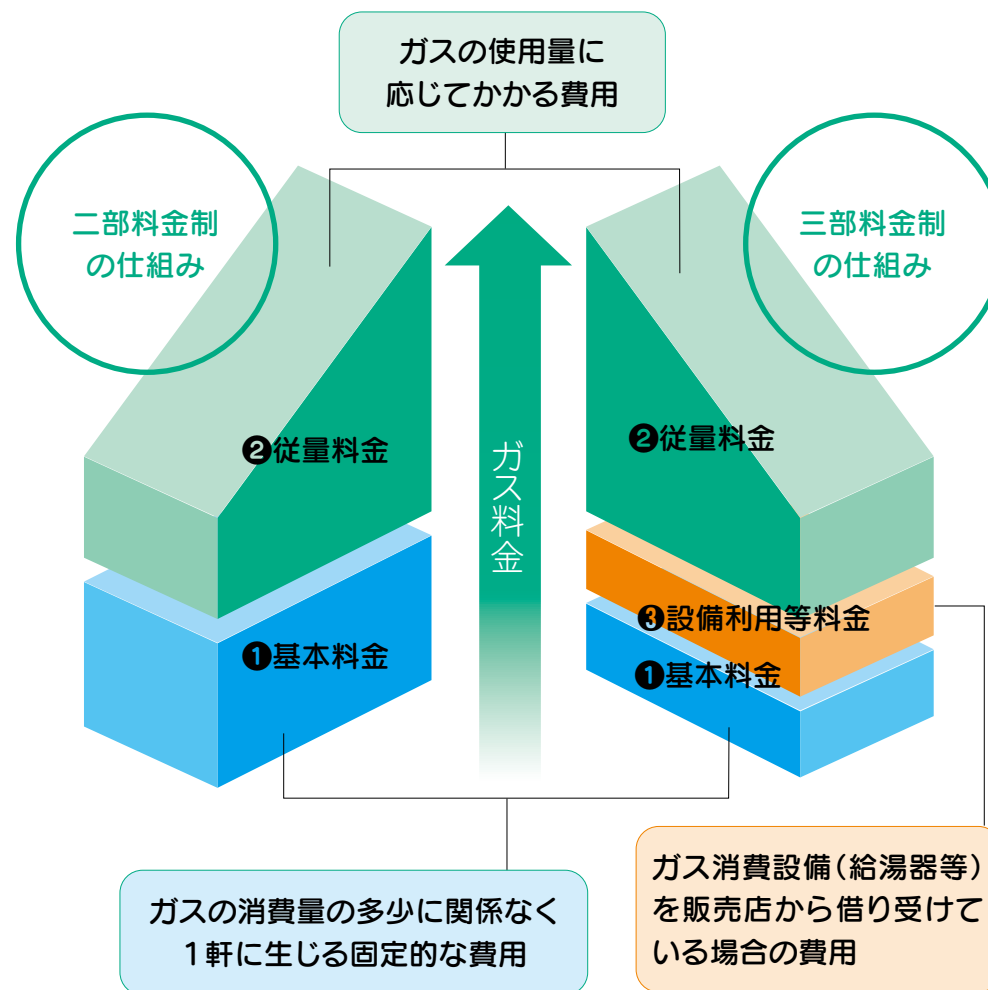 ガスの使用量に
応じてかかる費用
二部料金制
の仕組み
三部料金制
の仕組み
❷従量料金
❷従量料金
ガス料金
❸設備利用等料金
❶基本料金
❶基本料金
ガスの消費量の多少に関係なく
1軒に生じる固定的な費用
ガス消費設備(給湯器等)
を販売店から借り受けて
いる場合の費用